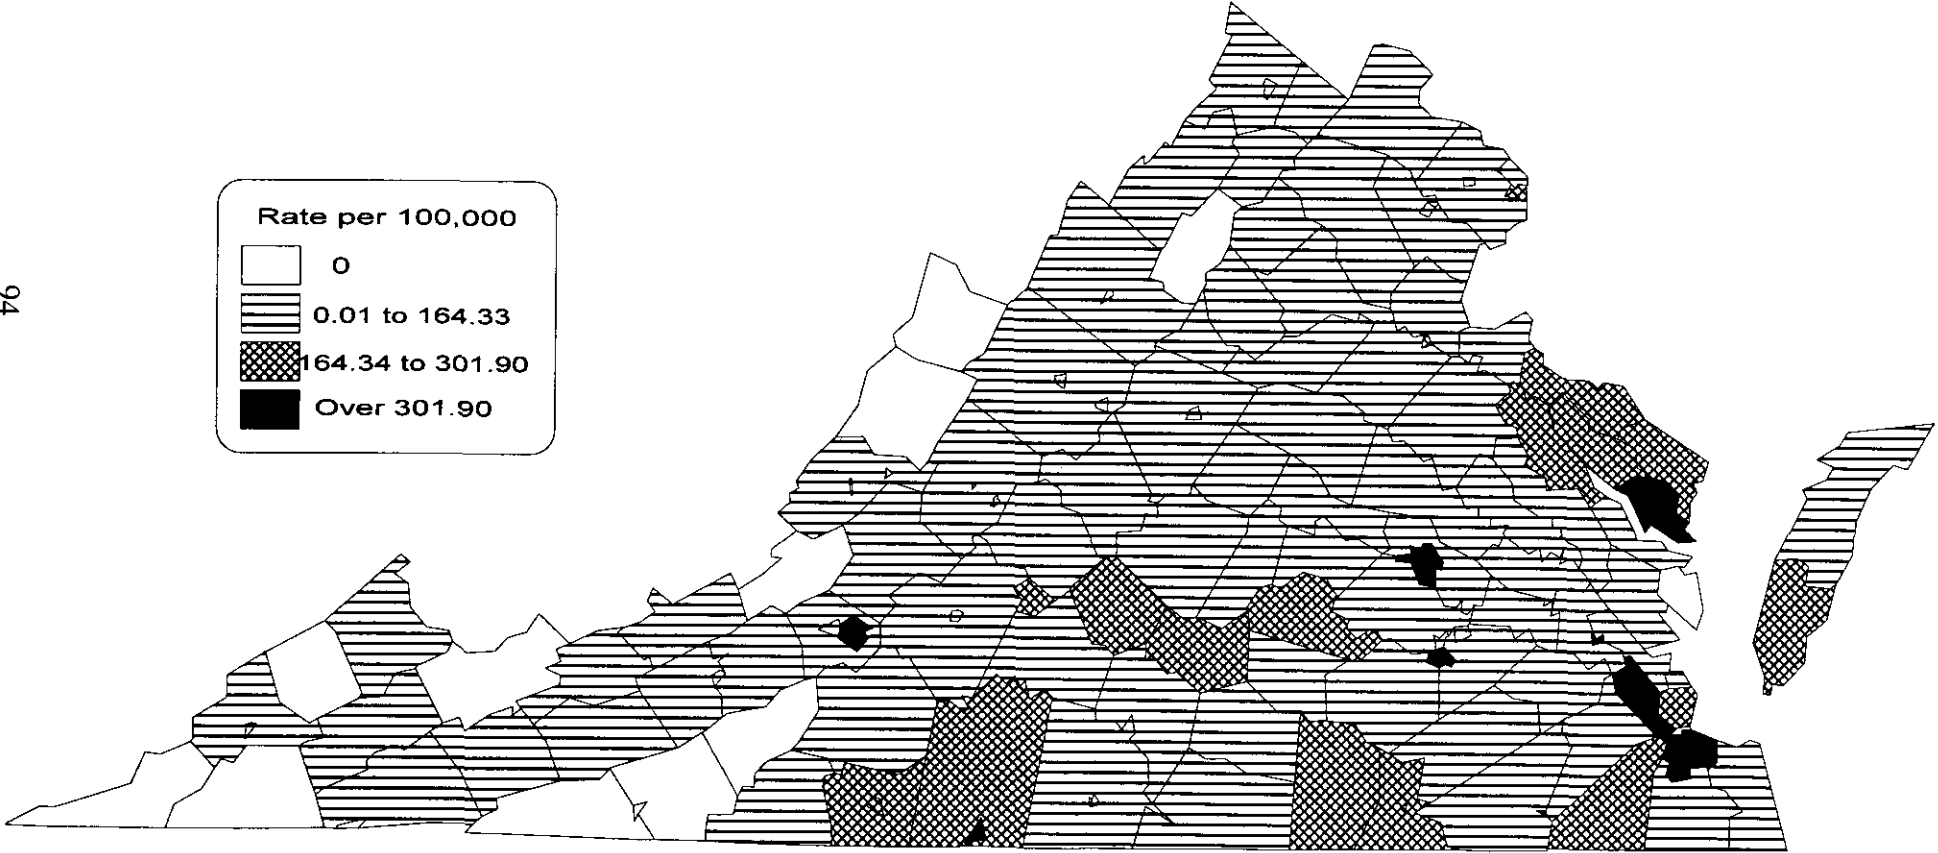 94
Rate per 100,000
0
0.01 to 164.33
164.34 to 301.90
Over 301.90